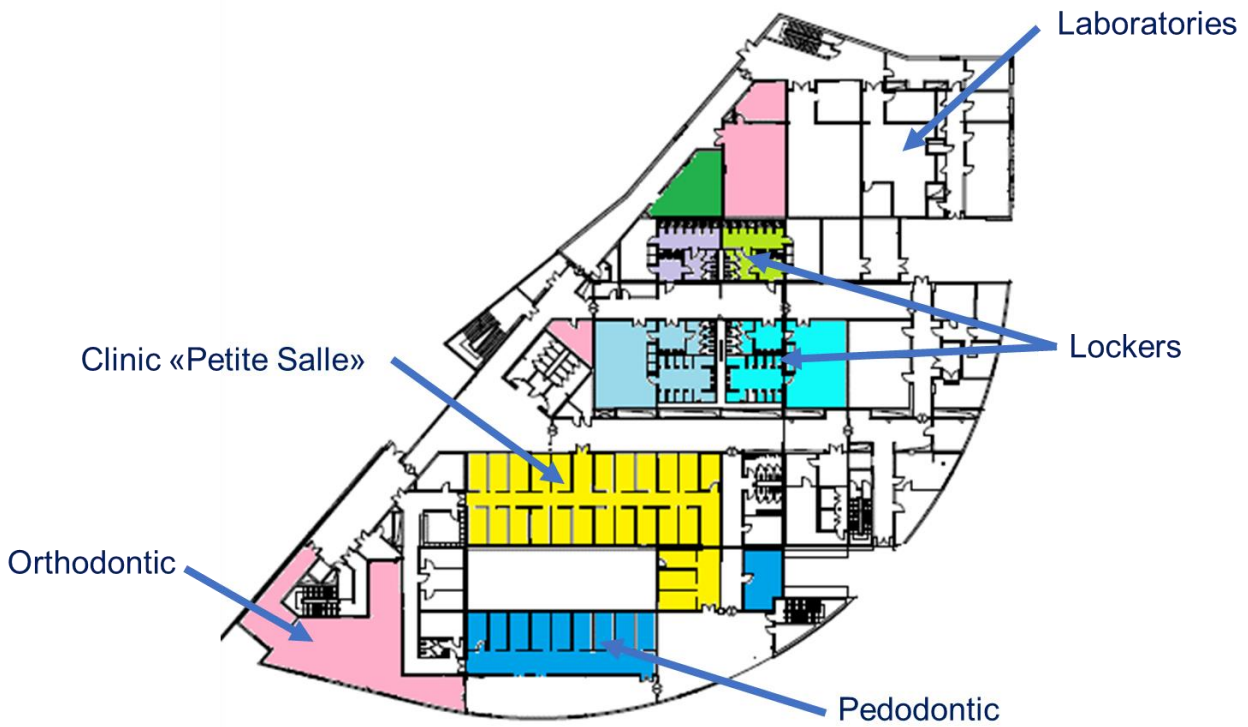 Laboratories
Clinic «Petite Salle»
Lockers
Orthodontic
Pedodontic